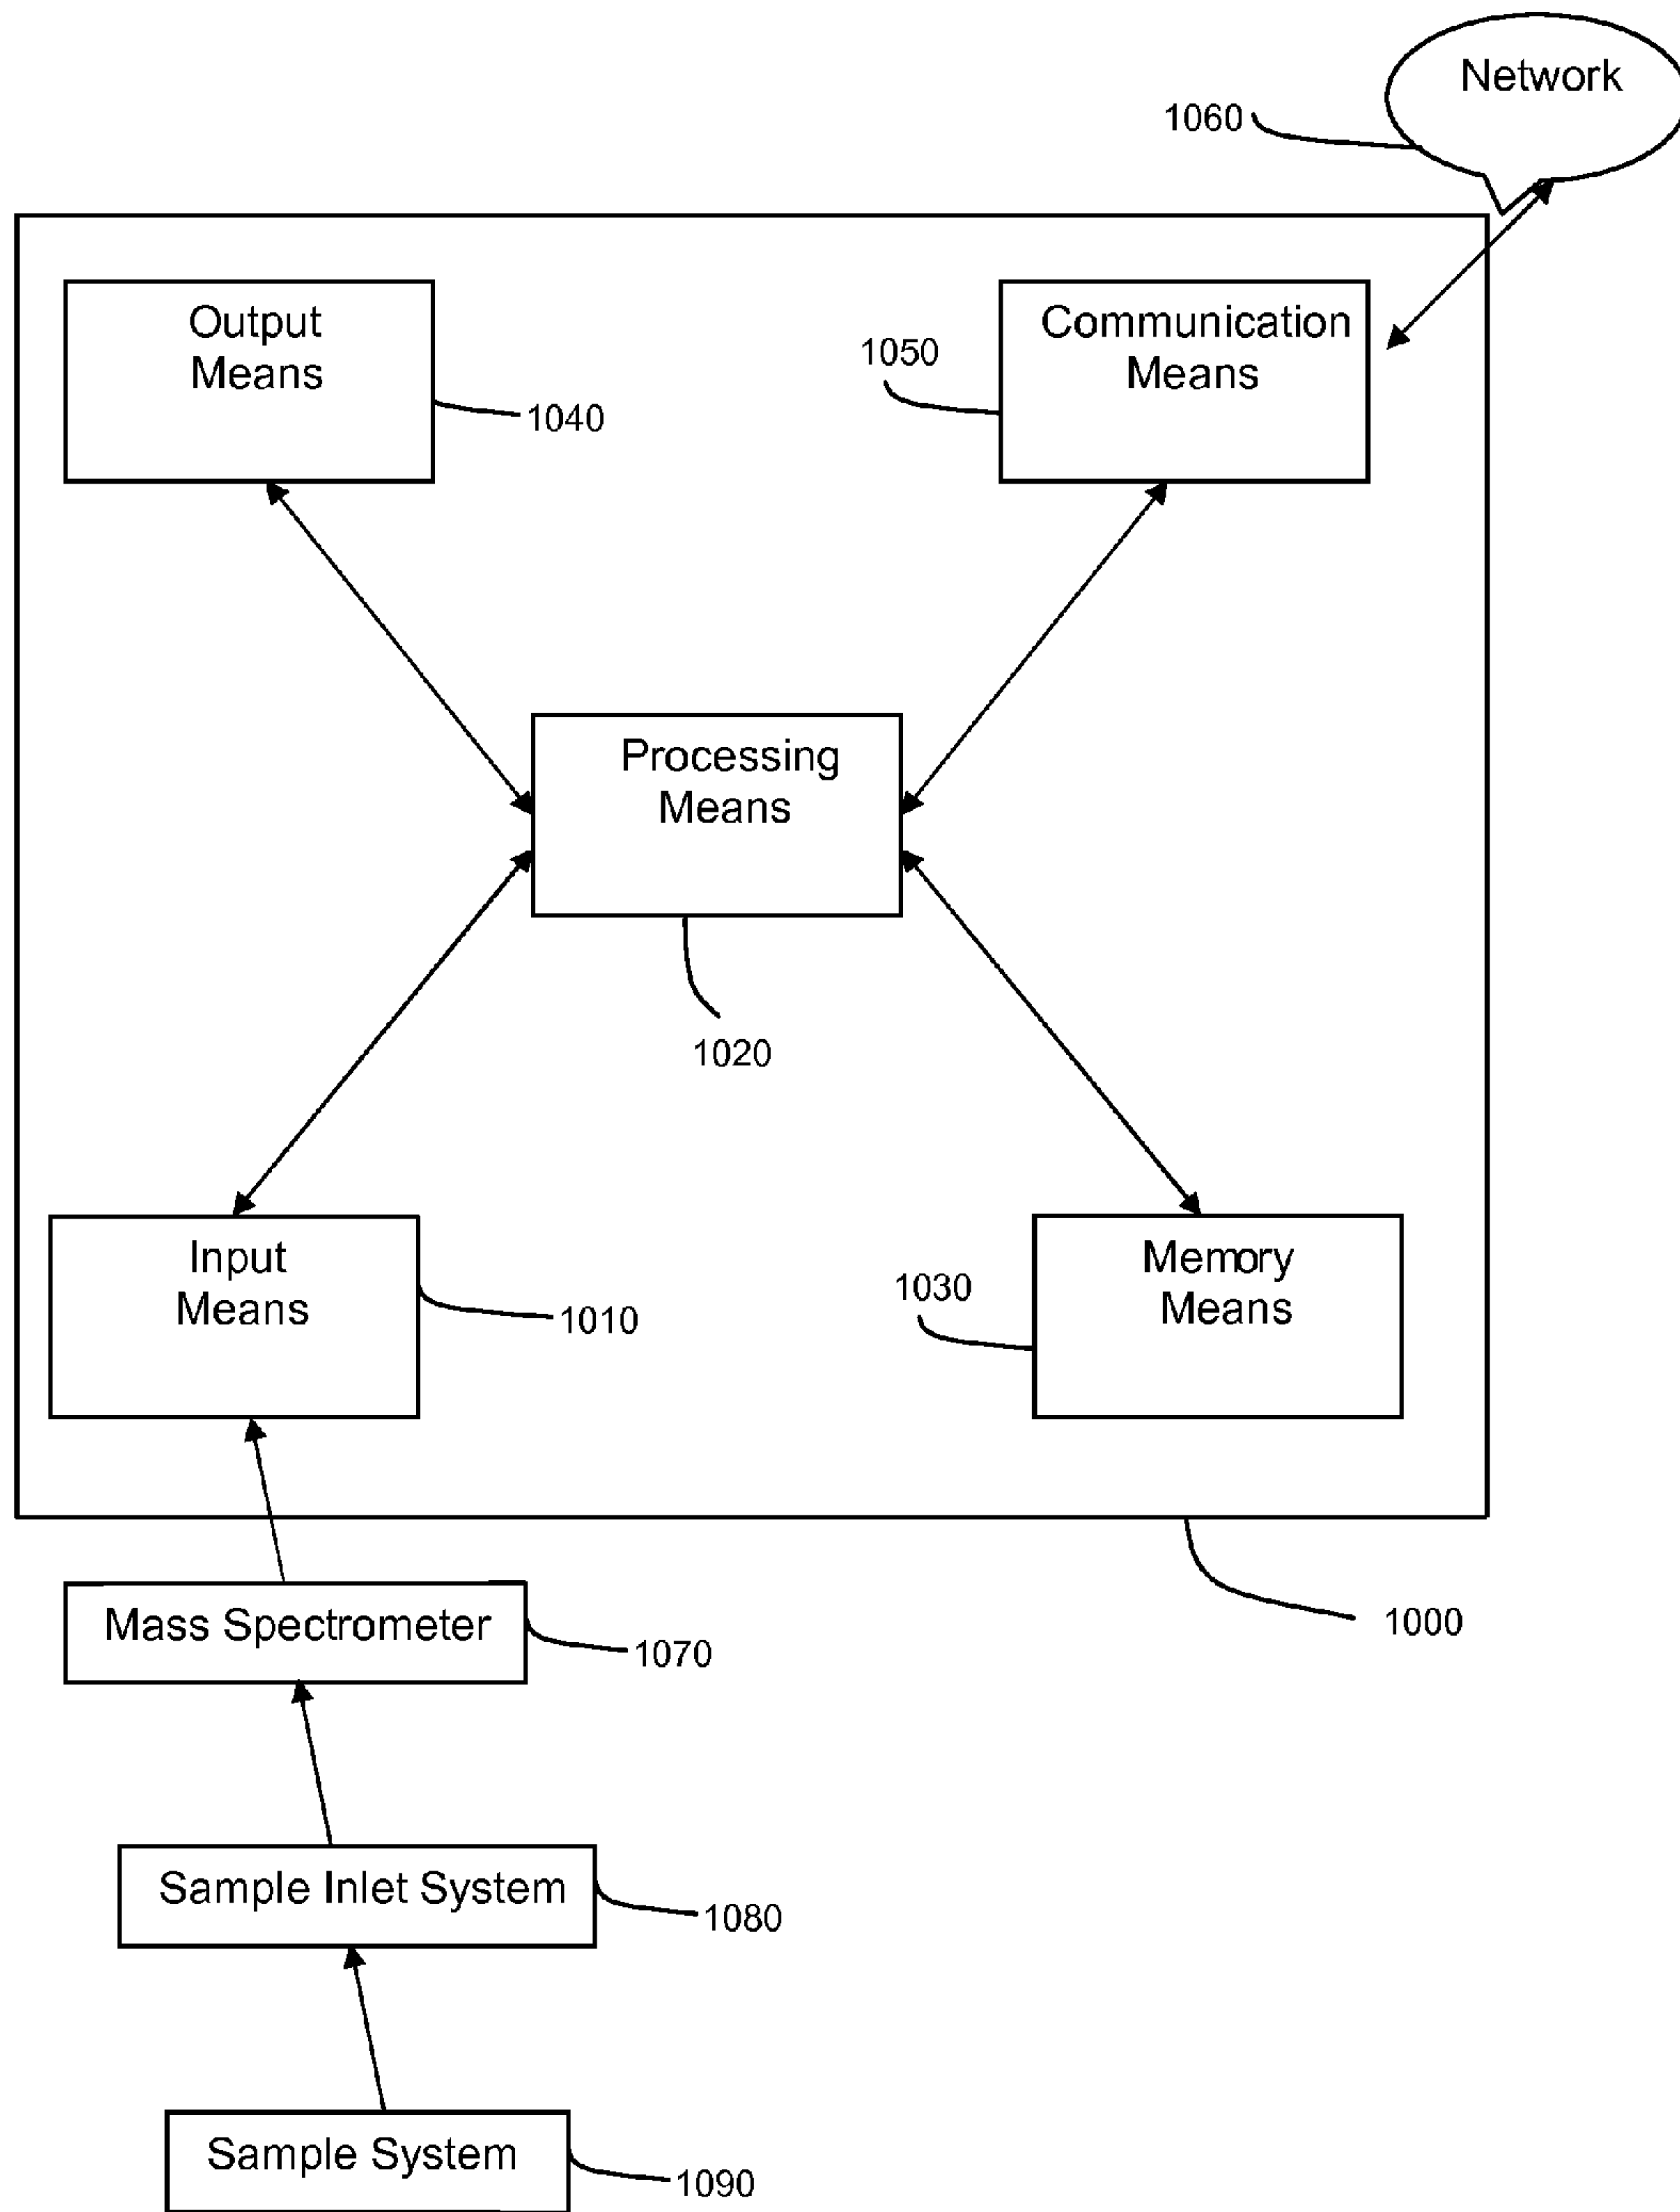 Network
1060
Output
Means
1040
1050
Communication
Means
Processing
Means
1020
Input
Means
1010
1030
Memory
Means
Mass Spectrometer
1070
1000
Sample Inlet System
1080
Sample System
1090